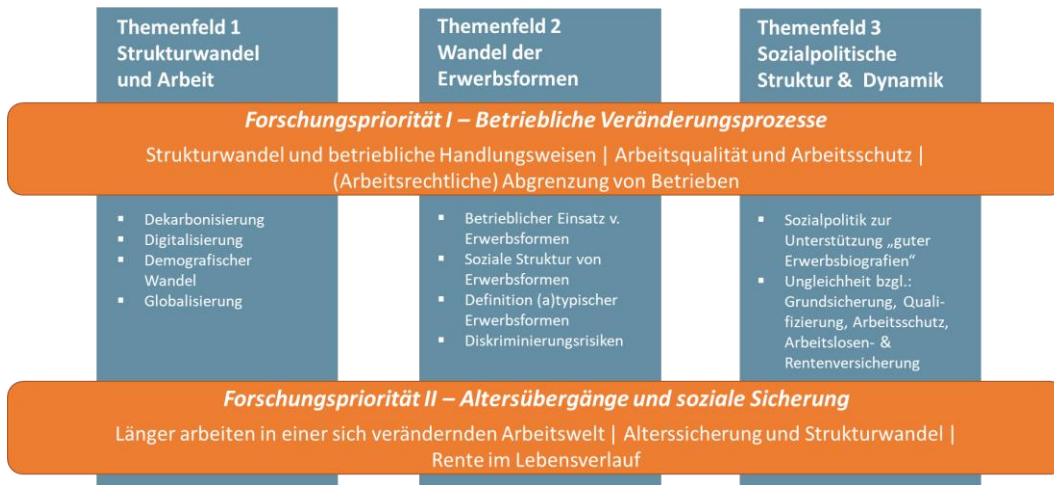 Themenfeld 1
Strukturwandel
und Arbeit
Themenfeld 2
Wandel der
Erwerbsformen
Themenfeld 3
Sozialpolitische
Struktur & Dynamik
Forschungspriorität I – Betriebliche Veränderungsprozesse
Strukturwandel und betriebliche Handlungsweisen | Arbeitsqualität und Arbeitsschutz |
(Arbeitsrechtliche) Abgrenzung von Betrieben
▪ Dekarbonisierung
▪ Digitalisierung
▪ Demografischer
Wandel
▪ Globalisierung
▪ Betrieblicher Einsatz v.
Erwerbsformen
▪ Soziale Struktur von
Erwerbsformen
▪ Definition (a)typischer
Erwerbsformen
▪ Diskriminierungsrisiken
▪ Sozialpolitik zur
Unterstützung „guter
Erwerbsbiografien“
▪ Ungleichheit bzgl.:
Grundsicherung, Quali-
fizierung, Arbeitsschutz,
Arbeitslosen- &
Rentenversicherung
Forschungspriorität II – Altersübergänge und soziale Sicherung
Länger arbeiten in einer sich verändernden Arbeitswelt | Alterssicherung und Strukturwandel |
Rente im Lebensverlauf